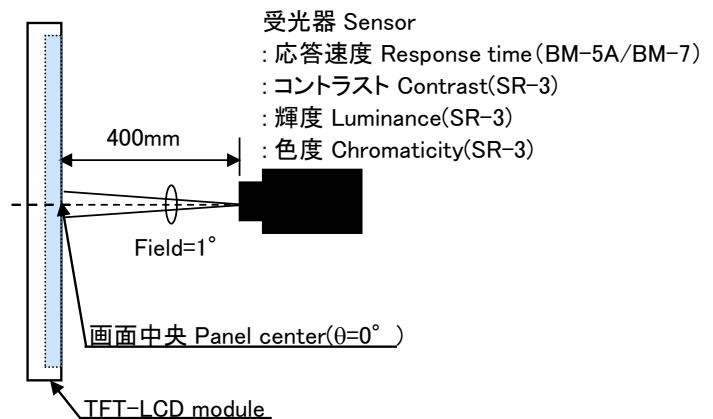 受光器 Sensor
: 応答速度 Response time(BM-5A/BM-7)
: コントラスト Contrast(SR-3)
: 輝度 Luminance(SR-3)
: 色度 Chromaticity(SR-3)
400mm
Field=1°
画面中央 Panel center(θ=0° )
TFT-LCD module